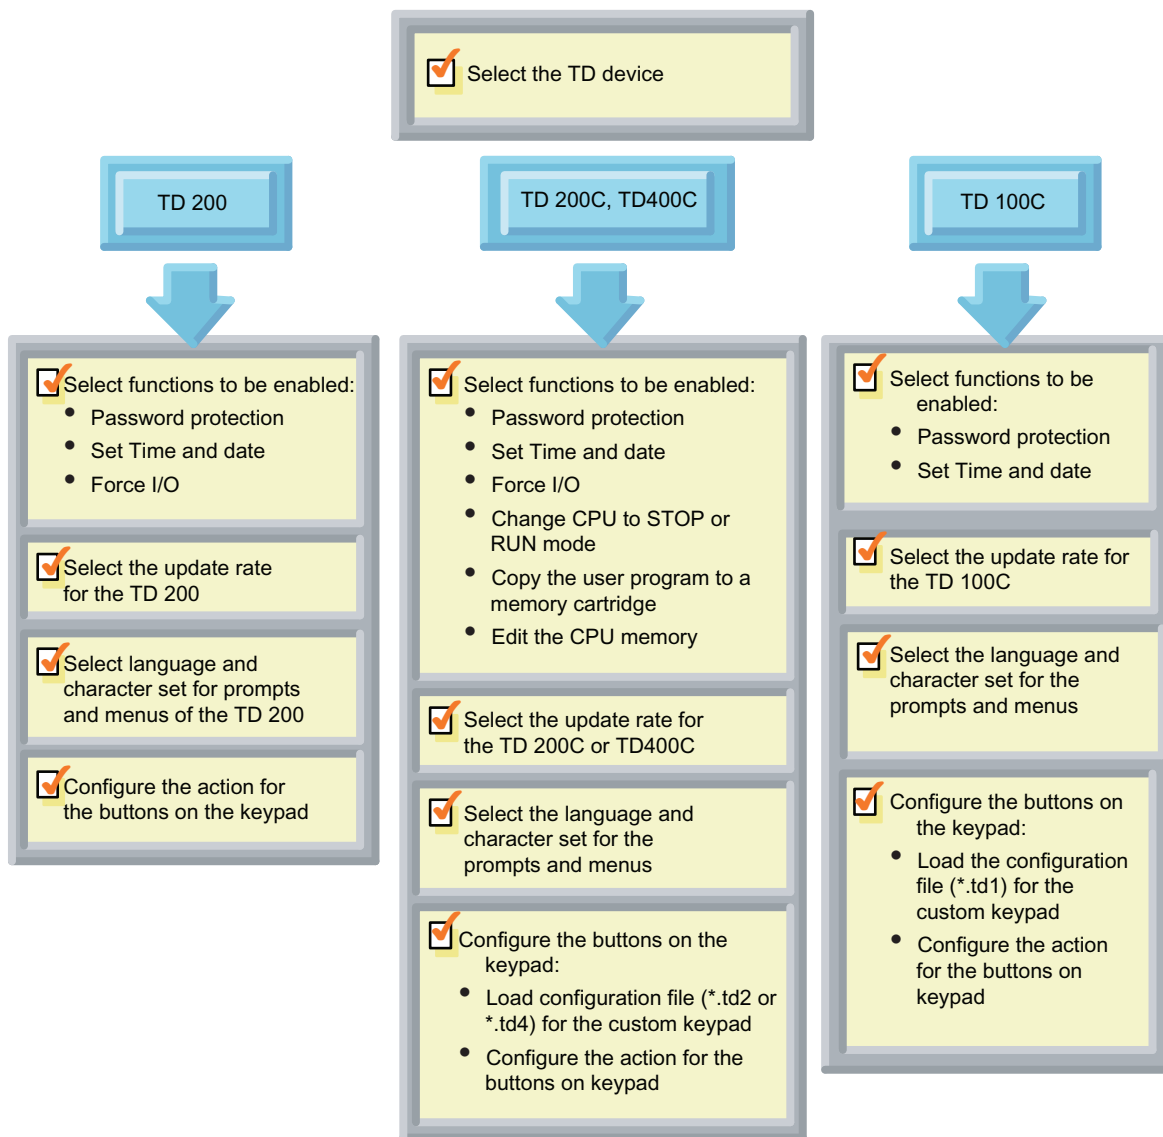 Select the TD device
TD 200
TD 200C, TD400C
TD 100C
Select functions to be enabled:
• Password protection
• Set Time and date
• Force I/O
Select the update rate
for the TD 200
Select language and
character set for prompts
and menus of the TD 200
Configure the action for
the buttons on the keypad
Select functions to be enabled:
• Password protection
• Set Time and date
• Force I/O
• Change CPU to STOP or
RUN mode
• Copy the user program to a
memory cartridge
• Edit the CPU memory
Select the update rate for
the TD 200C or TD400C
Select the language and
character set for the
prompts and menus
Configure the buttons on the
keypad:
• Load configuration file (*.td2 or
*.td4) for the custom keypad
• Configure the action for the
buttons on keypad
Select functions to be
enabled:
• Password protection
• Set Time and date
Select the update rate for
the TD 100C
Select the language and
character set for the
prompts and menus
Configure the buttons on
the keypad:
• Load the configuration
file (*.td1) for the
custom keypad
• Configure the action
for the buttons on
keypad